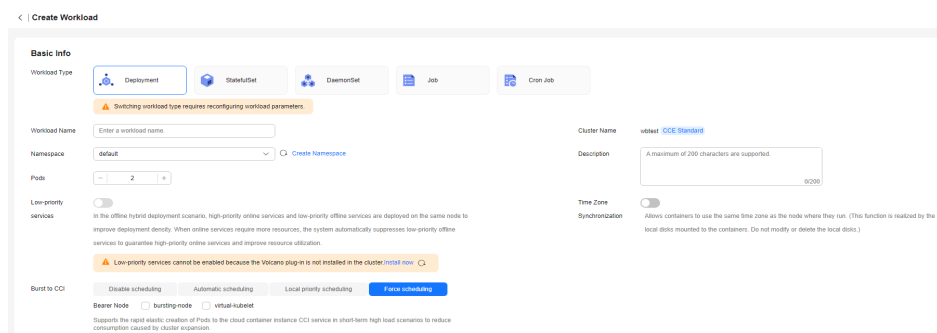 < | Create Workload
Basic Info
Workload Type
Deployment
StatefulSet
DaemonSet
Job
Cron Job
Switching workload type requires reconfiguring workload parameters.
Workload Name
Enter a workload name.
Cluster Name
wbtest CCE Standard
Namespace
default
Create Namespace
Description
A maximum of 200 characters are supported.
0/200
Pods
− 2 +
Low-priority
services
In the offline hybrid deployment scenario, high-priority online services and low-priority offline services are deployed on the same node to
improve deployment density. When online services require more resources, the system automatically suppresses low-priority offline
services to guarantee high-priority online services and improve resource utilization.
Time Zone
Synchronization
Allows containers to use the same time zone as the node where they run. (This function is realized by the
local disks mounted to the containers. Do not modify or delete the local disks.)
Low-priority services cannot be enabled because the Volcano plug-in is not installed in the cluster.Install now
Burst to CCI
Disable scheduling
Automatic scheduling
Local priority scheduling
Force scheduling
Bearer Node
bursting-node
virtual-kubelet
Supports the rapid elastic creation of Pods to the cloud container instance CCI service in short-term high load scenarios to reduce
consumption caused by cluster expansion.